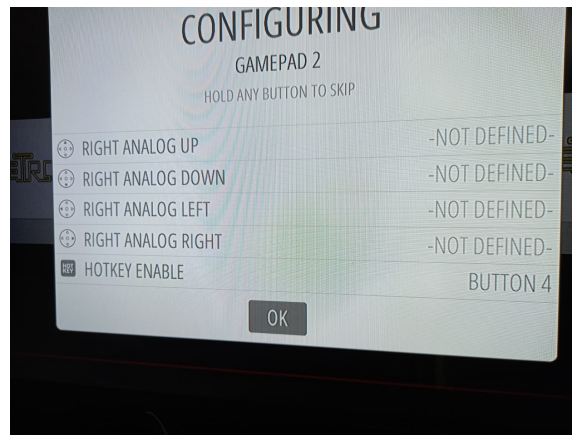 CONFIGURING
GAMEPAD 2
HOLD ANY BUTTON TO SKIP
RIGHT ANALOG UP -NOT DEFINED-
RIGHT ANALOG DOWN -NOT DEFINED-
RIGHT ANALOG LEFT -NOT DEFINED-
RIGHT ANALOG RIGHT -NOT DEFINED-
HOT KEY HOTKEY ENABLE BUTTON 4
OK